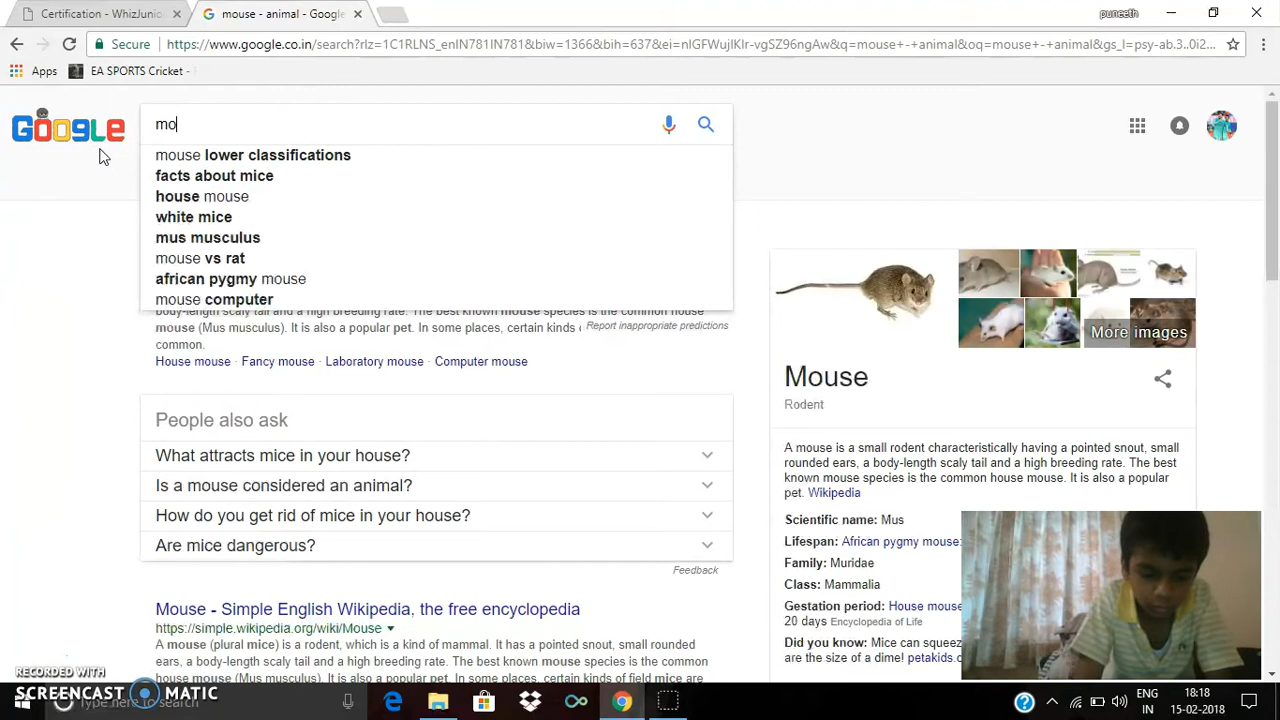 Certification - WhizJunio
mouse - animal - Google
puneeth
Secure https://www.google.co.in/search?rlz=1C1RLNS_enIN781IN781&biw=1366&bih=637&ei=nIGFWujIKIr-vgSZ96ngAw&q=mouse+-+animal&oq=mouse+-+animal&gs_l=psy-ab.3..0i2...
Apps EA SPORTS Cricket -
Google
mo
mouse lower classifications
facts about mice
house mouse
white mice
mus musculus
mouse vs rat
african pygmy mouse
mouse computer
body-length scaly tail and a high breeding rate. The best known mouse species is the common house
mouse (Mus musculus). It is also a popular pet. In some places, certain kinds
Report inappropriate predictions
common.
House mouse · Fancy mouse · Laboratory mouse · Computer mouse
People also ask
What attracts mice in your house?
Is a mouse considered an animal?
How do you get rid of mice in your house?
Are mice dangerous?
Feedback
Mouse - Simple English Wikipedia, the free encyclopedia
https://simple.wikipedia.org/wiki/Mouse
A mouse (plural mice) is a rodent, which is a kind of mammal. It has a pointed snout, small rounded
ears, a body-length scaly tail and a high breeding rate. The best known mouse species is the common
house mouse (Mus musculus). It is also a popular pet. In some places, certain kinds of field mice are
More images
Mouse
Rodent
A mouse is a small rodent characteristically having a pointed snout, small
rounded ears, a body-length scaly tail and a high breeding rate. The best
known mouse species is the common house mouse. It is also a popular
pet. Wikipedia
Scientific name: Mus
Lifespan: African pygmy mouse:
Family: Muridae
Class: Mammalia
Gestation period: House mouse
20 days Encyclopedia of Life
Did you know: Mice can squeez
are the size of a dime! petakids.c
RECORDED WITH
SCREENCAST MATIC
Type here to search
ENG
IN
18:18
15-02-2018